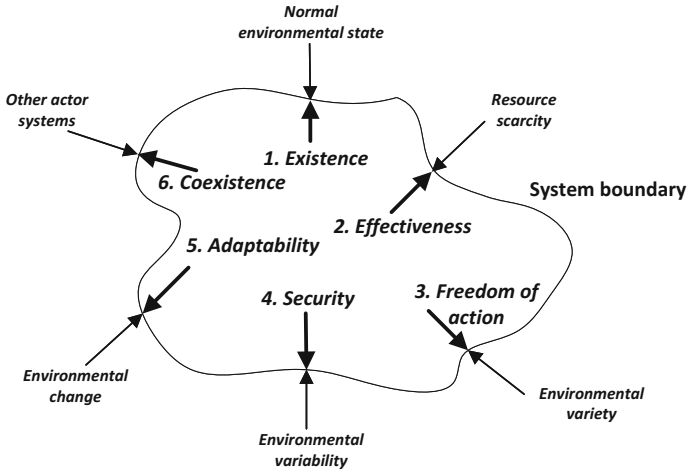 Normal
environmental state
Other actor
systems
Resource
scarcity
1. Existence
6. Coexistence
System boundary
2. Effectiveness
5. Adaptability
4. Security
3. Freedom of
action
Environmental
change
Environmental
variety
Environmental
variability